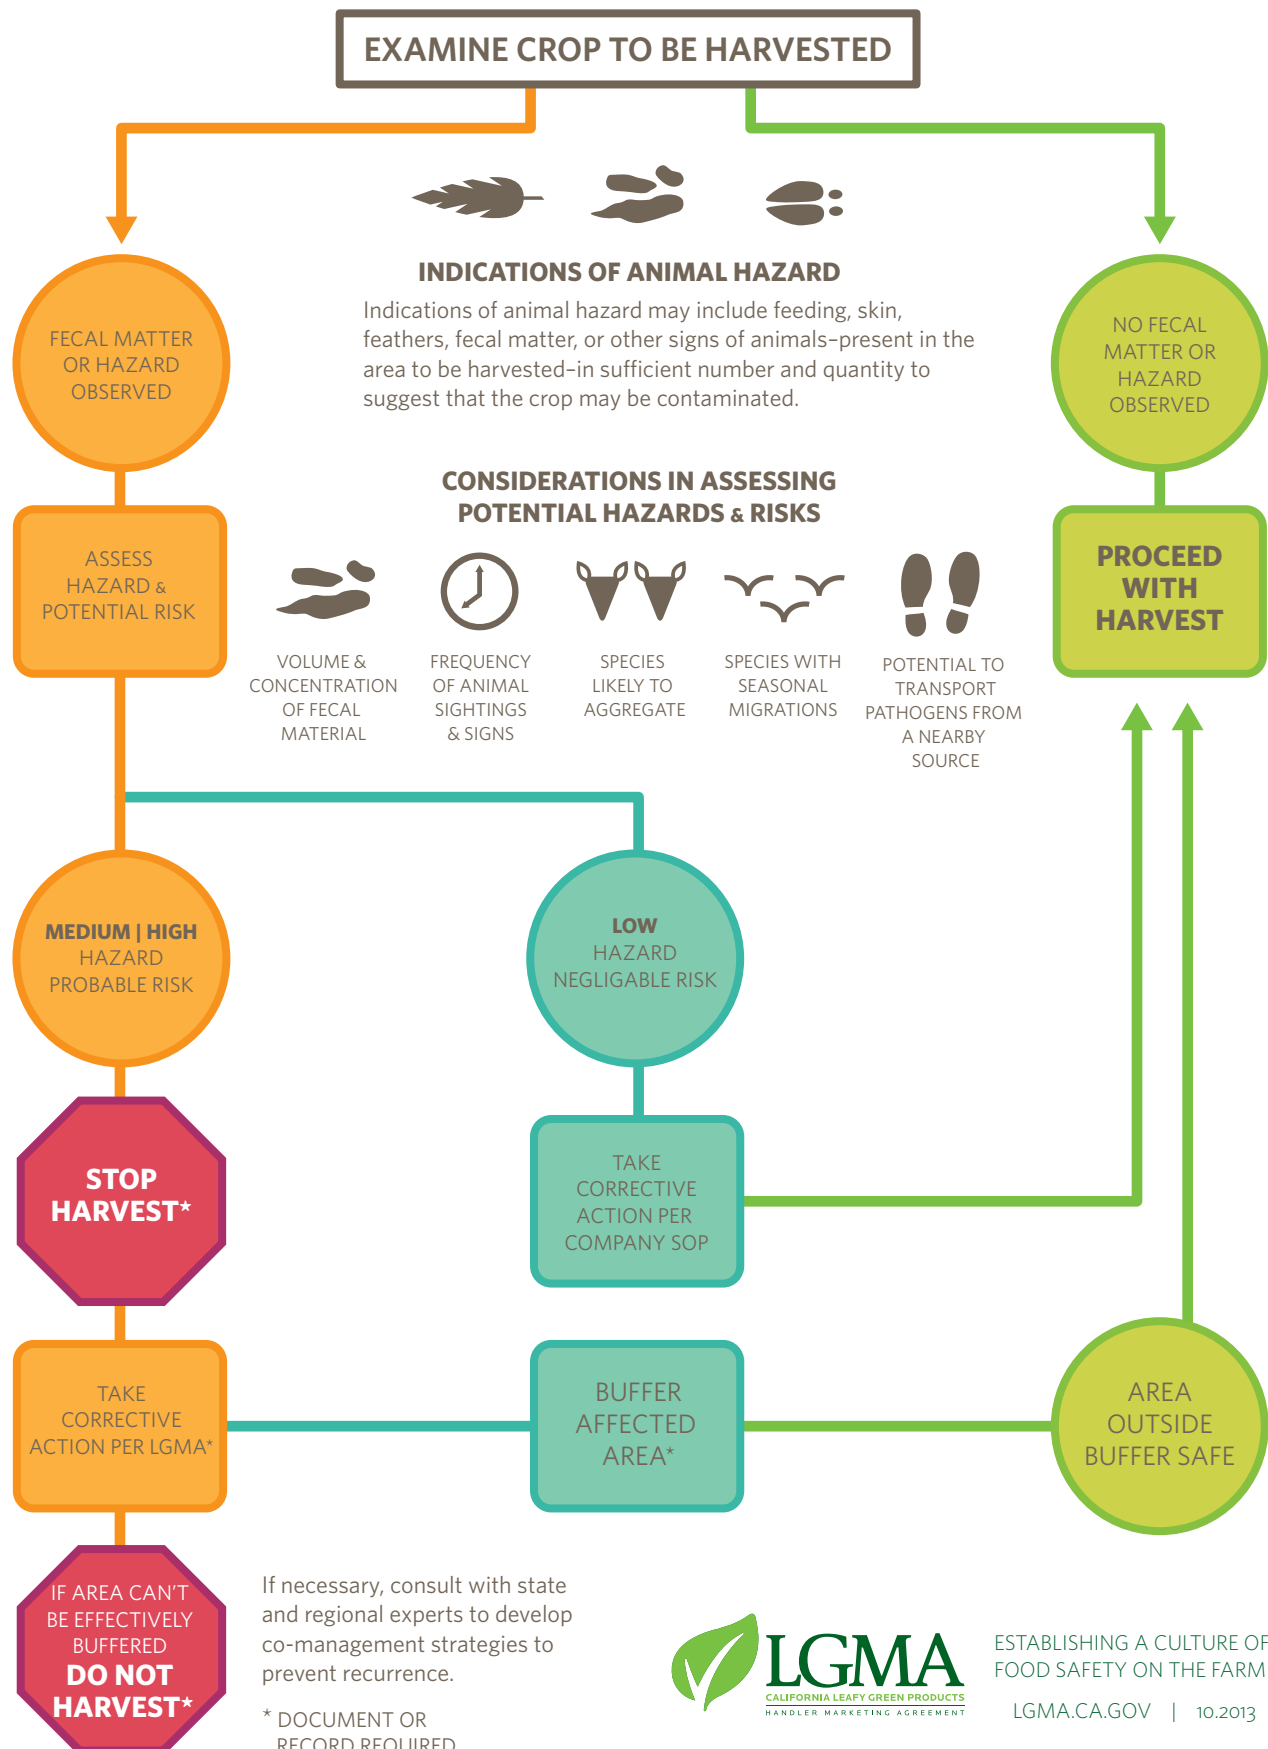 EXAMINE CROP TO BE HARVESTED
INDICATIONS OF ANIMAL HAZARD
Indications of animal hazard may include feeding, skin,
feathers, fecal matter, or other signs of animals–present in the
area to be harvested–in sufficient number and quantity to
suggest that the crop may be contaminated.
FECAL MATTER
OR HAZARD
OBSERVED
NO FECAL
MATTER OR
HAZARD
OBSERVED
CONSIDERATIONS IN ASSESSING
POTENTIAL HAZARDS & RISKS
ASSESS
HAZARD &
POTENTIAL RISK
PROCEED
WITH
HARVEST
VOLUME &
CONCENTRATION
OF FECAL
MATERIAL
FREQUENCY
OF ANIMAL
SIGHTINGS
& SIGNS
SPECIES
LIKELY TO
AGGREGATE
SPECIES WITH
SEASONAL
MIGRATIONS
POTENTIAL TO
TRANSPORT
PATHOGENS FROM
A NEARBY
SOURCE
MEDIUM | HIGH
HAZARD
PROBABLE RISK
LOW
HAZARD
NEGLIGABLE RISK
STOP
HARVEST*
TAKE
CORRECTIVE
ACTION PER
COMPANY SOP
TAKE
CORRECTIVE
ACTION PER LGMA*
BUFFER
AFFECTED
AREA*
AREA
OUTSIDE
BUFFER SAFE
IF AREA CAN'T
BE EFFECTIVELY
BUFFERED
DO NOT
HARVEST*
If necessary, consult with state
and regional experts to develop
co-management strategies to
prevent recurrence.
* DOCUMENT OR
RECORD REQUIRED
LGMA
CALIFORNIA LEAFY GREEN PRODUCTS
HANDLER MARKETING AGREEMENT
ESTABLISHING A CULTURE OF
FOOD SAFETY ON THE FARM
LGMA.CA.GOV | 10.2013